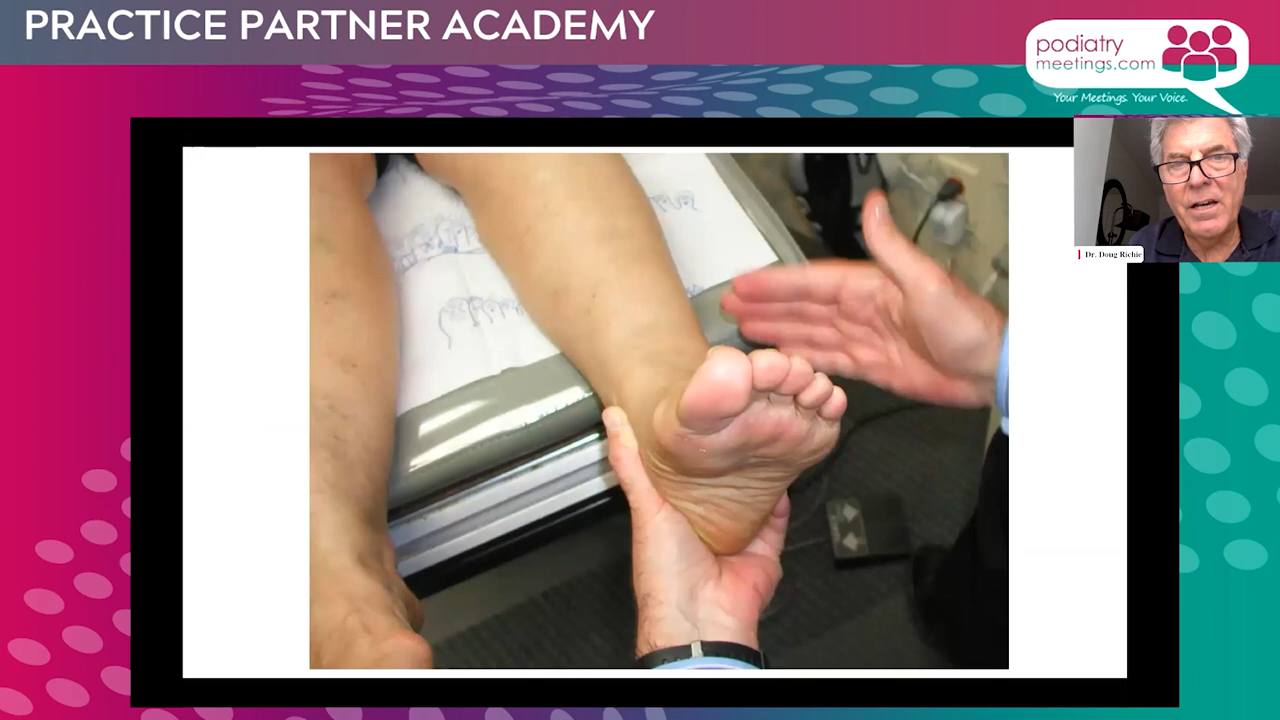 PRACTICE PARTNER ACADEMY
podiatry
meetings.com
Your Meetings. Your Voice.
Dr. Doug Richie